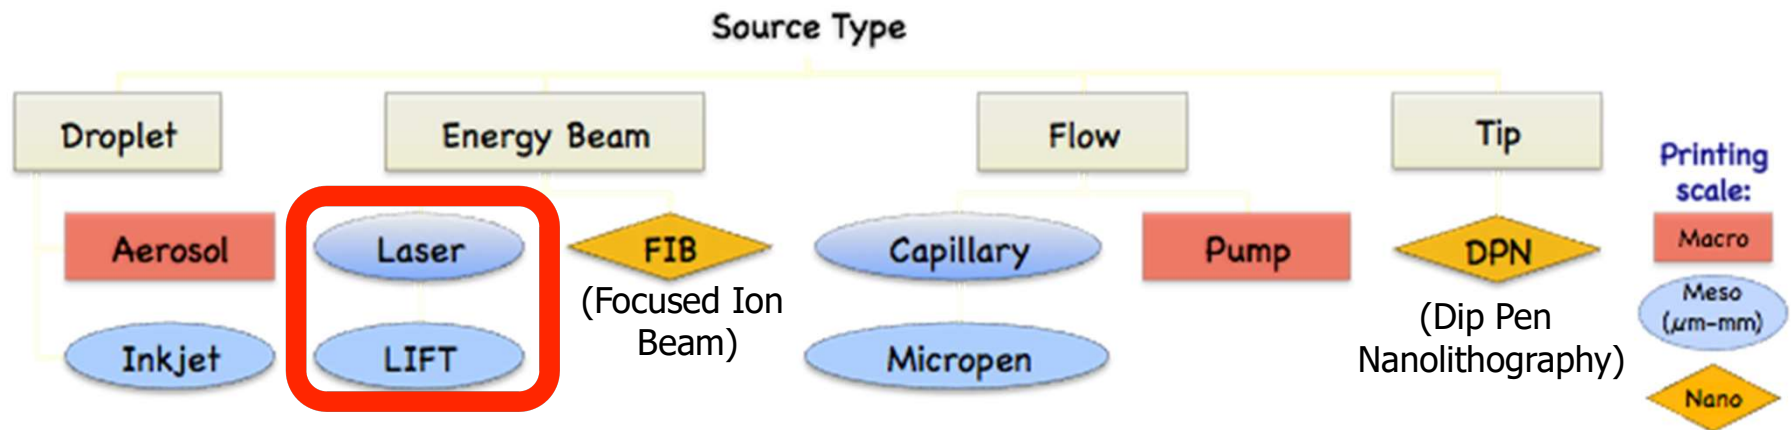 Source Type
Droplet
Energy Beam
Flow
Tip
Aerosol
Inkjet
Laser
LIFT
FIB
(Focused Ion
Beam)
Capillary
Micropen
Pump
DPN
(Dip Pen
Nanolithography)
Printing
scale:
Macro
Meso
(μm-mm)
Nano